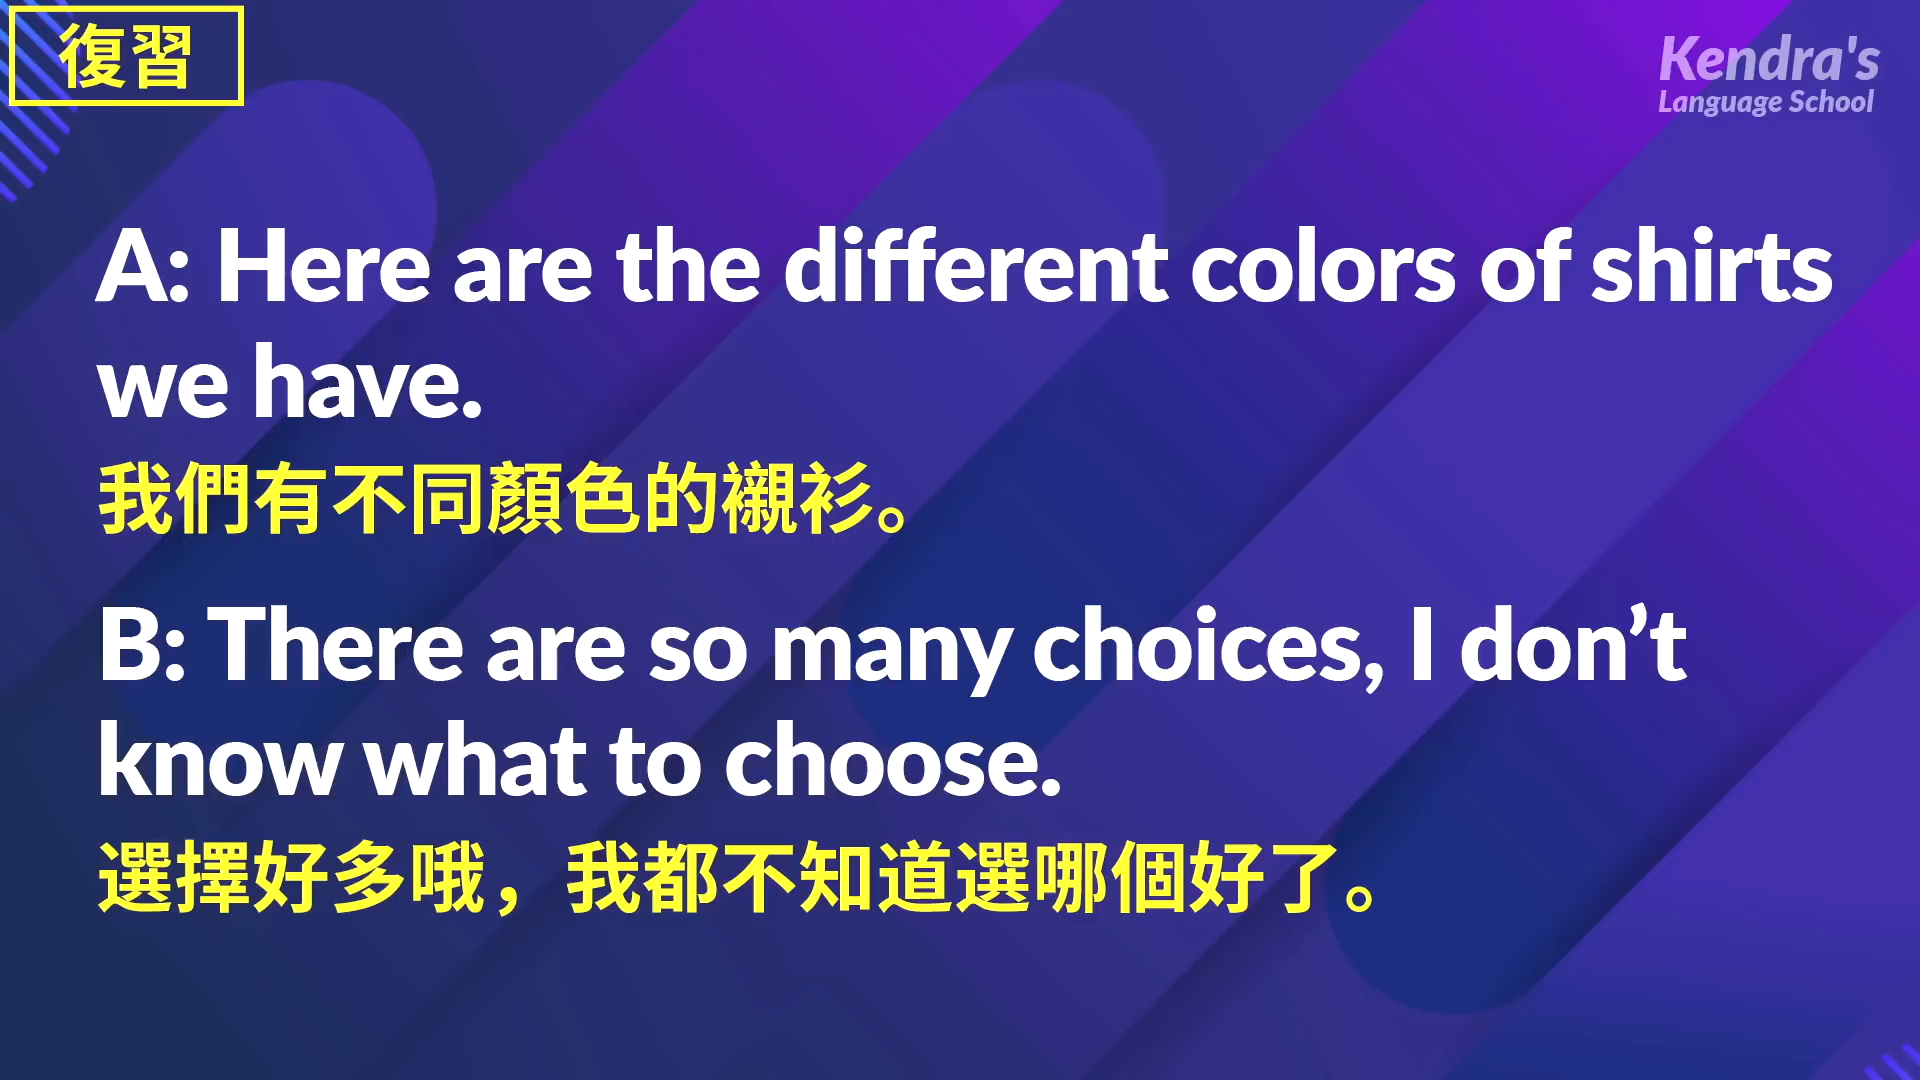 復習
Kendra's
Language School
A: Here are the different colors of shirts
we have.
我們有不同顏色的襯衫。
B: There are so many choices, I don’t
know what to choose.
選擇好多哦，我都不知道選哪個好了。